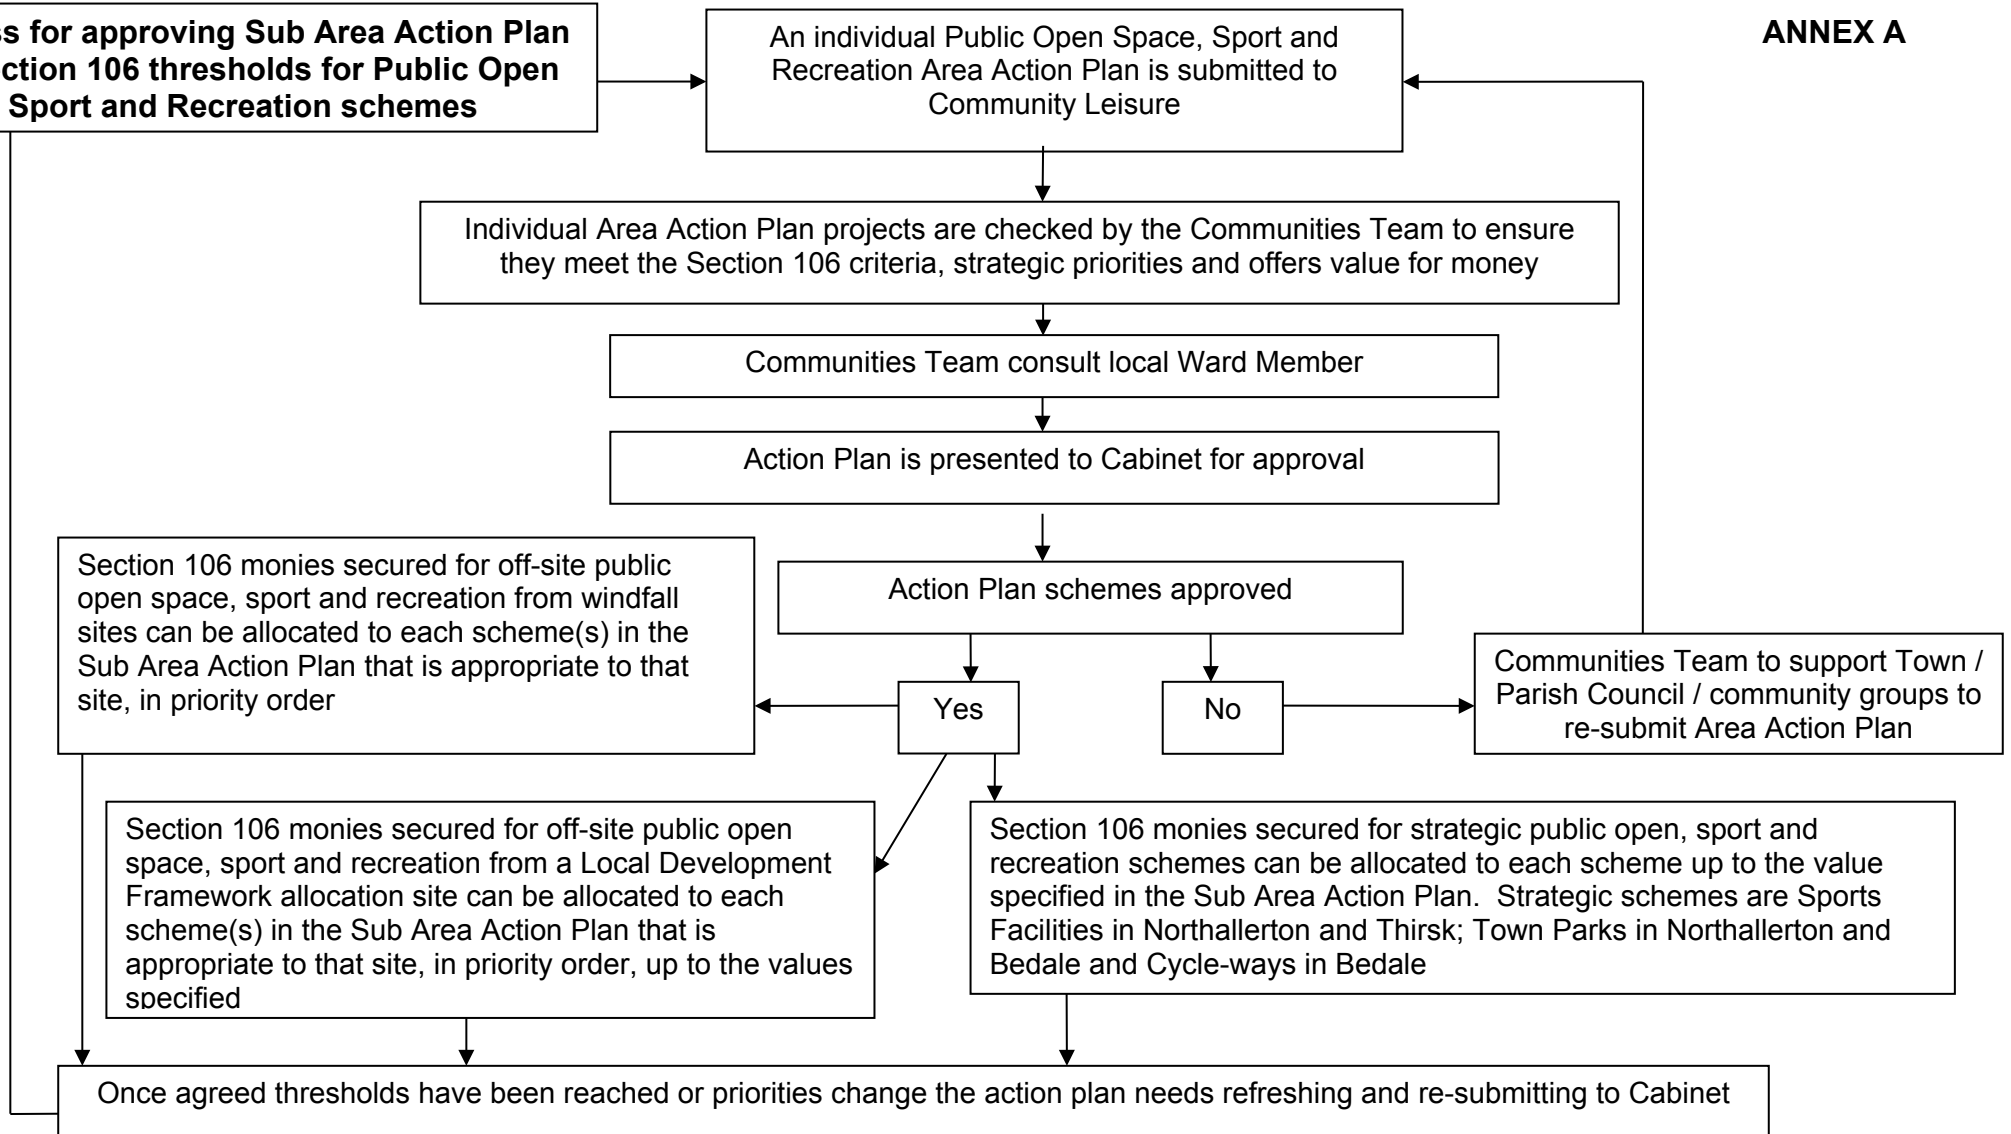 ss for approving Sub Area Action Plan
ction 106 thresholds for Public Open
Sport and Recreation schemes
An individual Public Open Space, Sport and
Recreation Area Action Plan is submitted to
Community Leisure
ANNEX A
Individual Area Action Plan projects are checked by the Communities Team to ensure
they meet the Section 106 criteria, strategic priorities and offers value for money
Communities Team consult local Ward Member
Action Plan is presented to Cabinet for approval
Action Plan schemes approved
Section 106 monies secured for off-site public
open space, sport and recreation from windfall
sites can be allocated to each scheme(s) in the
Sub Area Action Plan that is appropriate to that
site, in priority order
Yes
No
Communities Team to support Town /
Parish Council / community groups to
re-submit Area Action Plan
Section 106 monies secured for off-site public open
space, sport and recreation from a Local Development
Framework allocation site can be allocated to each
scheme(s) in the Sub Area Action Plan that is
appropriate to that site, in priority order, up to the values
specified
Section 106 monies secured for strategic public open, sport and
recreation schemes can be allocated to each scheme up to the value
specified in the Sub Area Action Plan.  Strategic schemes are Sports
Facilities in Northallerton and Thirsk; Town Parks in Northallerton and
Bedale and Cycle-ways in Bedale
Once agreed thresholds have been reached or priorities change the action plan needs refreshing and re-submitting to Cabinet